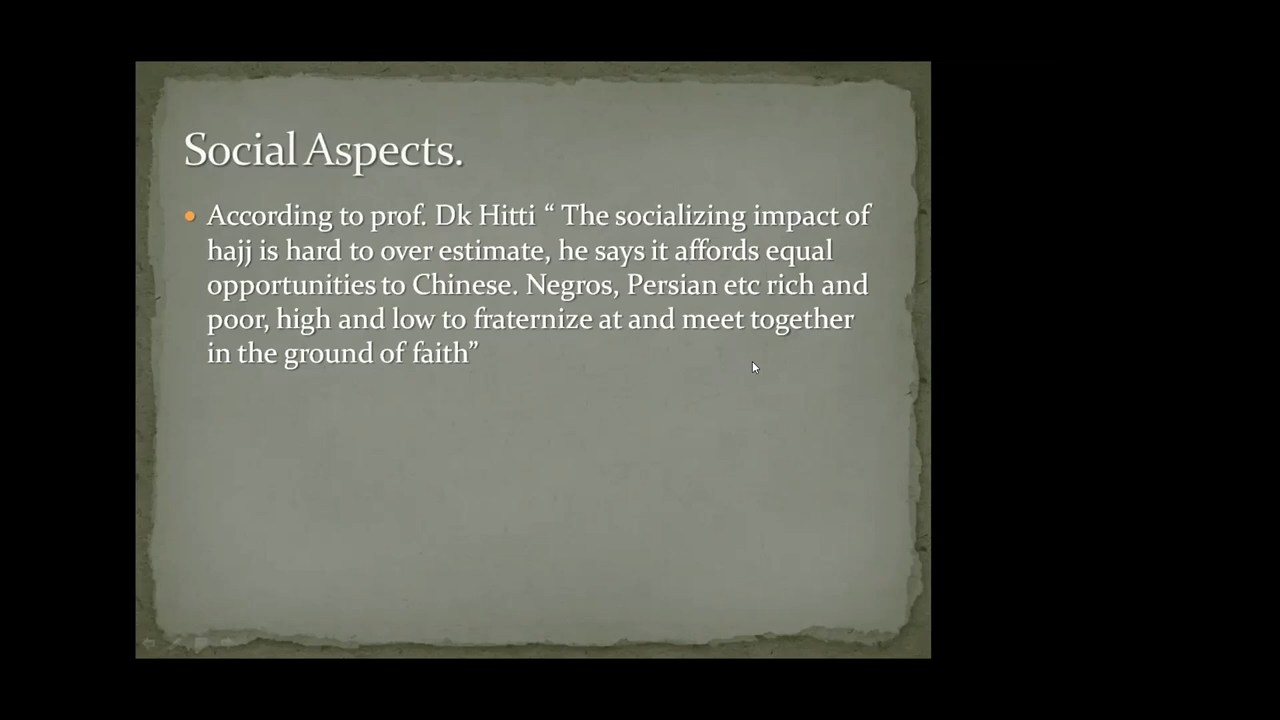 Social Aspects.
• According to prof. Dk Hitti “ The socializing impact of
hajj is hard to over estimate, he says it affords equal
opportunities to Chinese. Negros, Persian etc rich and
poor, high and low to fraternize at and meet together
in the ground of faith”